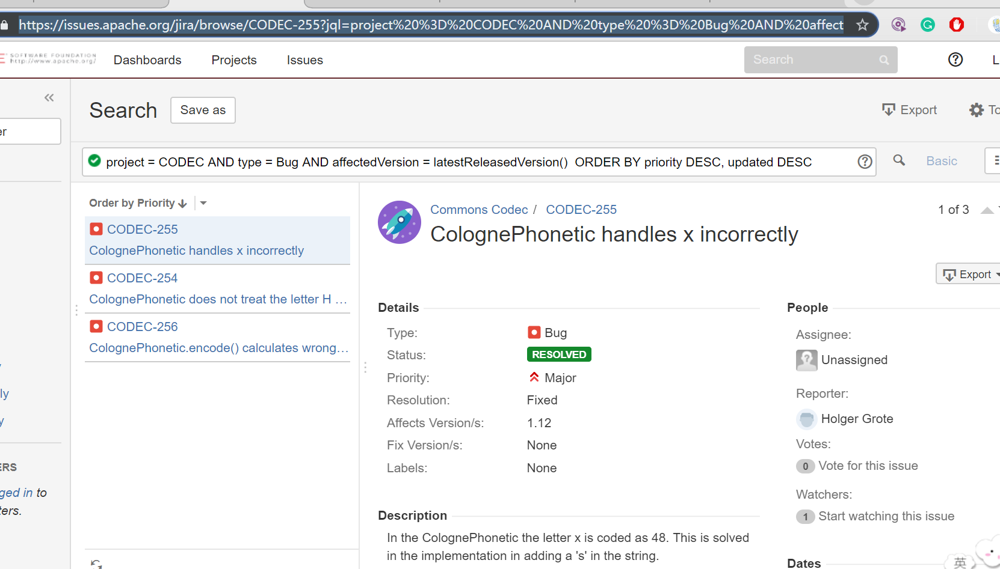 https://issues.apache.org/jira/browse/CODEC-255?jql=project%20%3D%20CODEC%20AND%20type%20%3D%20Bug%20AND%20affect
SOFTWARE FOUNDATION
http://www.apache.org/
Dashboards Projects Issues Search ? L
Search Save as Export To
er
project = CODEC AND type = Bug AND affectedVersion = latestReleasedVersion() ORDER BY priority DESC, updated DESC ? Basic
Order by Priority
CODEC-255
ColognePhonetic handles x incorrectly
CODEC-254
ColognePhonetic does not treat the letter H ...
CODEC-256
ColognePhonetic.encode() calculates wrong...
ly
y
ERS
ged in to
ters.
Commons Codec / CODEC-255
1 of 3
ColognePhonetic handles x incorrectly
Export
Details
Type: Bug
Status: RESOLVED
Priority: Major
Resolution: Fixed
Affects Version/s: 1.12
Fix Version/s: None
Labels: None
People
Assignee:
Unassigned
Reporter:
Holger Grote
Votes:
0 Vote for this issue
Watchers:
1 Start watching this issue
Description
In the ColognePhonetic the letter x is coded as 48. This is solved
in the implementation in adding a 's' in the string.
Dates
英